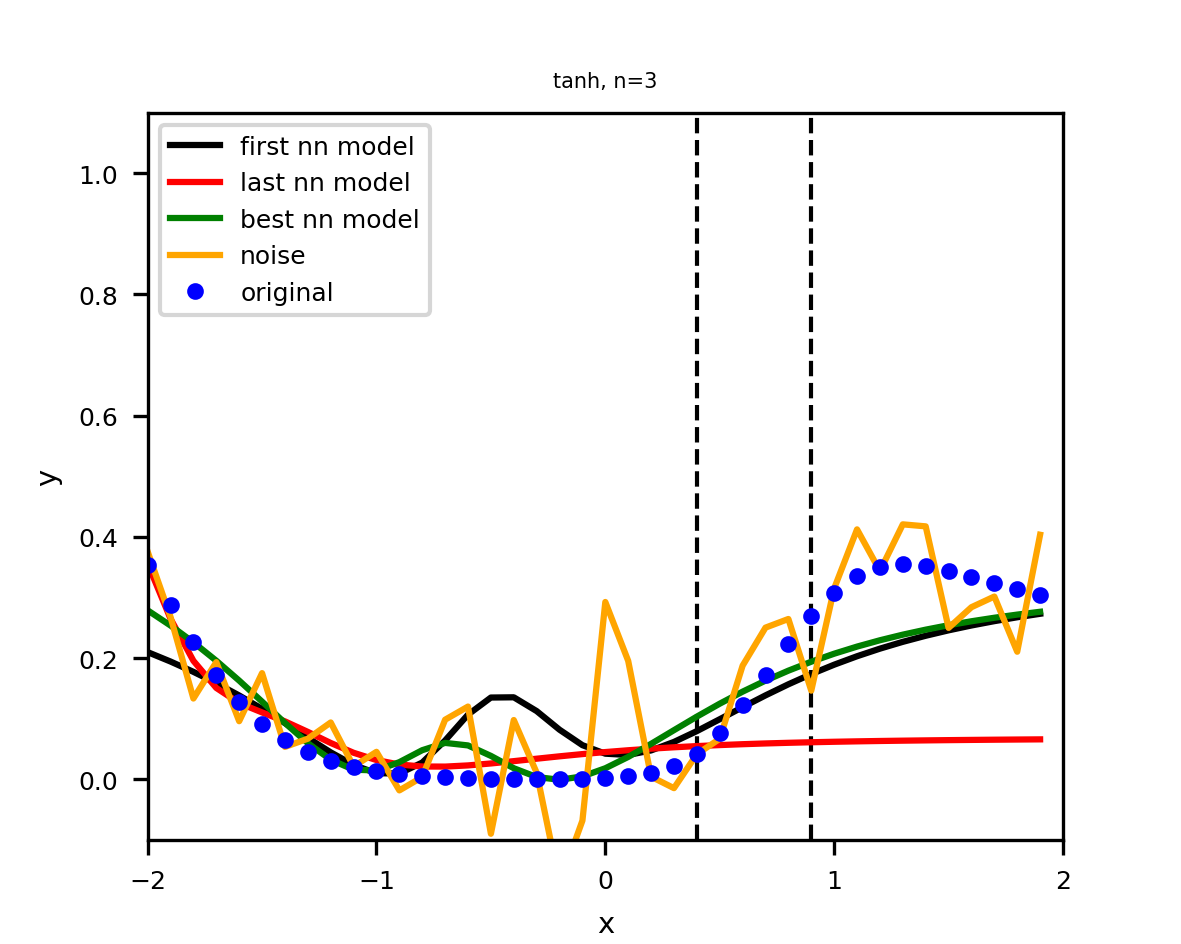 tanh, n=3
first nn model
last nn model
best nn model
noise
original
1.0
0.8
0.6
0.4
0.2
0.0
y
−2
−1
0
1
2
x